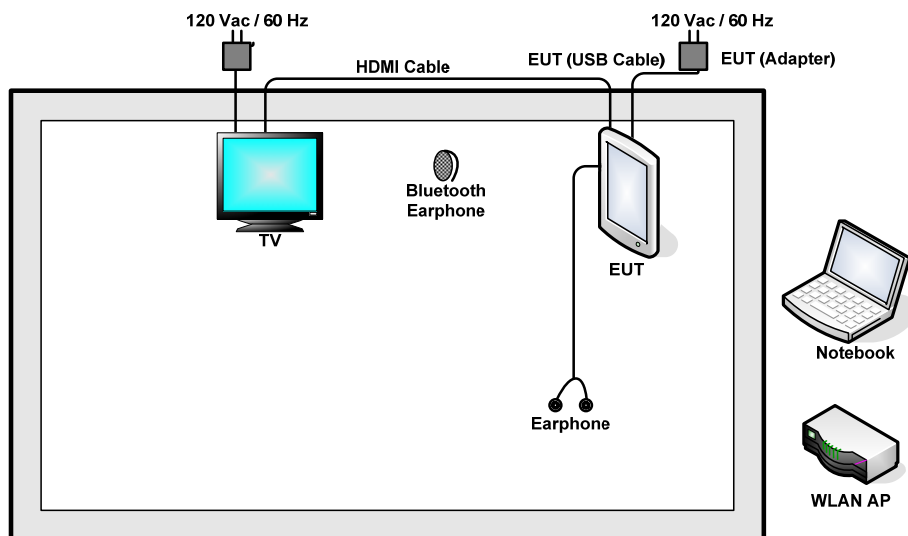 120 Vac / 60 Hz
120 Vac / 60 Hz
HDMI Cable
EUT (USB Cable)
EUT (Adapter)
Bluetooth
Earphone
TV
EUT
Notebook
Earphone
WLAN AP